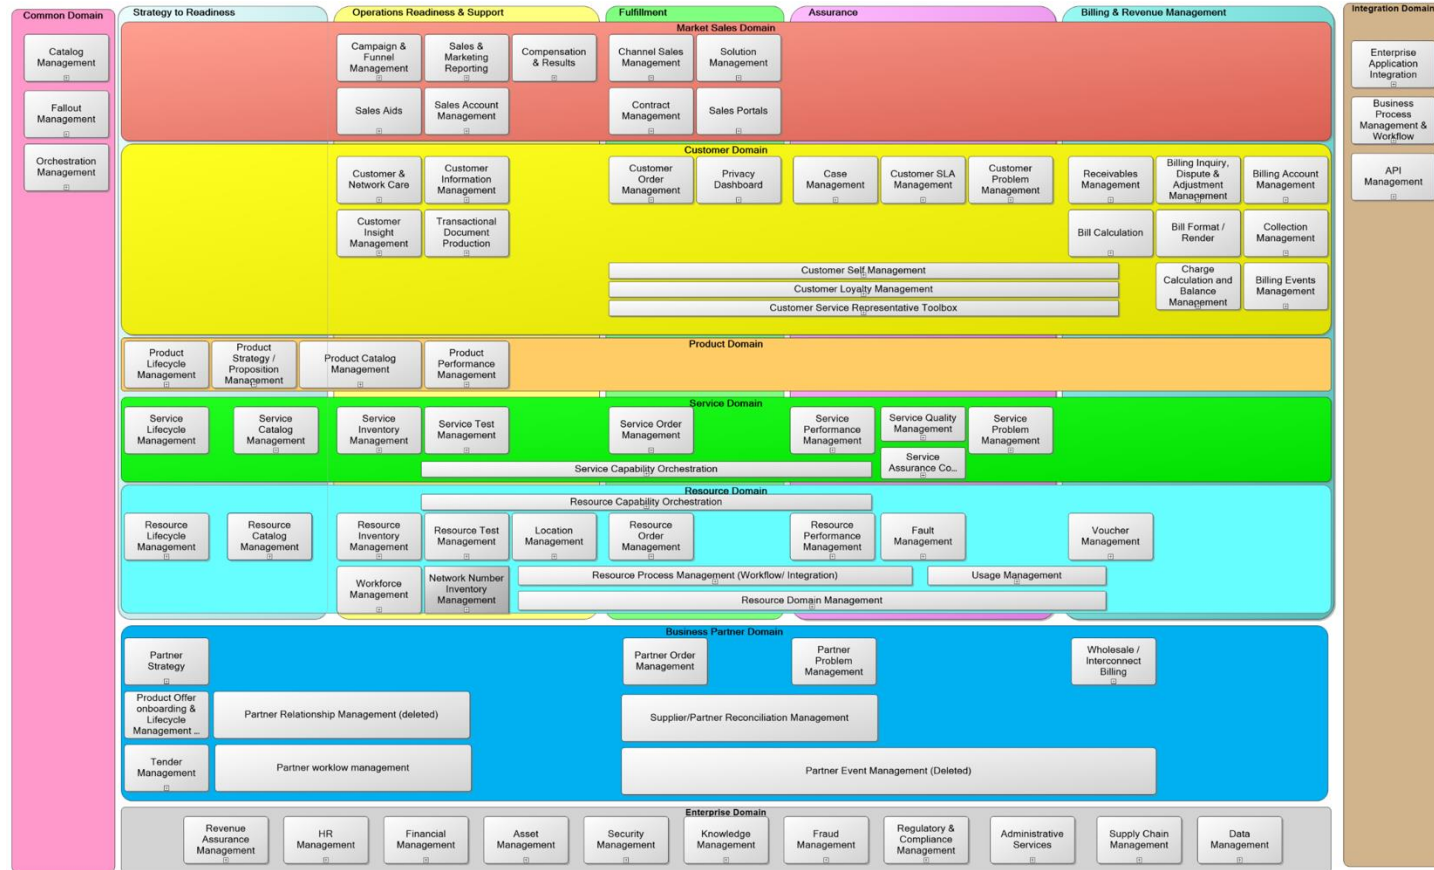 Common Domain
Catalog
Management
Fallout
Management
Orchestration
Management
Strategy to Readiness
Operations Readiness & Support
Fulfillment
Assurance
Billing & Revenue Management
Market Sales Domain
Campaign &
Funnel
Management
Sales &
Marketing
Reporting
Compensation
& Results
Channel Sales
Management
Solution
Management
Sales Aids
Sales Account
Management
Contract
Management
Sales Portals
Customer Domain
Customer &
Network Care
Customer
Information
Management
Customer
Order
Management
Privacy
Dashboard
Case
Management
Customer SLA
Management
Customer
Problem
Management
Receivables
Management
Billing Inquiry,
Dispute &
Adjustment
Management
Billing Account
Management
Customer
Insight
Management
Transactional
Document
Production
Bill Calculation
Bill Format /
Render
Collection
Management
Customer Self Management
Customer Loyalty Management
Customer Service Representative Toolbox
Charge
Calculation and
Balance
Management
Billing Events
Management
Product Domain
Product
Lifecycle
Management
Product
Strategy /
Proposition
Management
Product Catalog
Management
Product
Performance
Management
Service Domain
Service
Lifecycle
Management
Service
Catalog
Management
Service
Inventory
Management
Service Test
Management
Service Order
Management
Service
Performance
Management
Service Quality
Management
Service
Problem
Management
Service Capability Orchestration
Service
Assurance Co...
Resource Domain
Resource Capability Orchestration
Resource
Lifecycle
Management
Resource
Catalog
Management
Resource
Inventory
Management
Resource Test
Management
Location
Management
Resource
Order
Management
Resource
Performance
Management
Fault
Management
Voucher
Management
Workforce
Management
Network Number
Inventory
Management
Resource Process Management (Workflow/ Integration)
Usage Management
Resource Domain Management
Business Partner Domain
Partner
Strategy
Partner Order
Management
Partner
Problem
Management
Wholesale /
Interconnect
Billing
Product Offer
onboarding &
Lifecycle
Management ...
Partner Relationship Management (deleted)
Supplier/Partner Reconciliation Management
Tender
Management
Partner worklow management
Partner Event Management (Deleted)
Enterprise Domain
Revenue
Assurance
Management
HR
Management
Financial
Management
Asset
Management
Security
Management
Knowledge
Management
Fraud
Management
Regulatory &
Compliance
Management
Administrative
Services
Supply Chain
Management
Data
Management
Integration Domain
Enterprise
Application
Integration
Business
Process
Management &
Workflow
API
Management